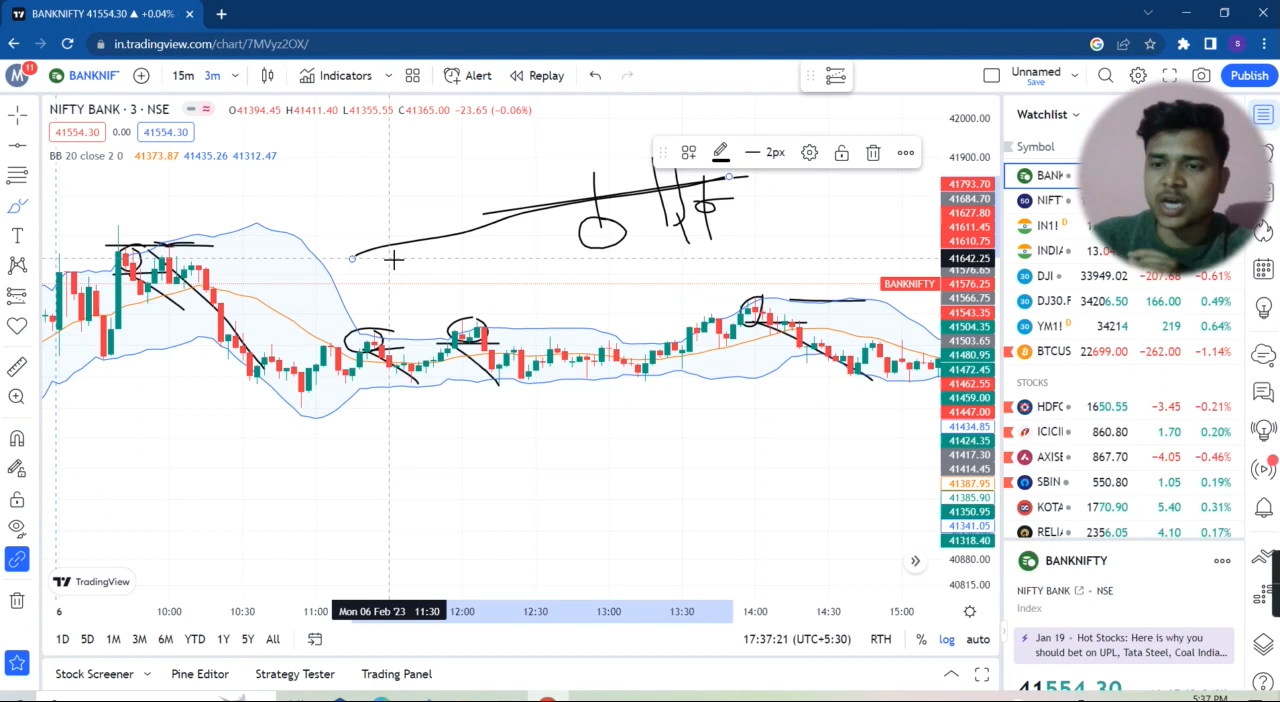 BANKNIFTY 41554.30 ▲ +0.04%
in.tradingview.com/chart/7MVyz2OX/
M 11 BANKNIF 15m 3m Indicators Alert Replay Unnamed Save Publish
NIFTY BANK · 3 · NSE O41394.45 H41411.40 L41355.55 C41365.00 −23.65 (−0.06%)
41554.30 0.00 41554.30
BB 20 close 2 0 41373.87 41435.26 41312.47
2px
42000.00
41900.00
41793.70
41684.70
41627.80
41611.45
41610.75
41642.25
41576.65
BANKNIFTY 41576.25
41566.75
41543.35
41504.35
41503.65
41480.95
41472.45
41462.55
41459.00
41447.00
41434.85
41424.35
41417.30
41414.45
41387.95
41385.90
41350.95
41341.05
41318.40
40880.00
40815.00
TradingView
6 10:00 10:30 11:00 Mon 06 Feb '23 11:30 12:00 12:30 13:00 13:30 14:00 14:30 15:00
1D 5D 1M 3M 6M YTD 1Y 5Y All 17:37:21 (UTC+5:30) RTH % log auto
Stock Screener Pine Editor Strategy Tester Trading Panel
Watchlist
Symbol
BANK
50 NIFT
IN1! D
INDIA 13.0
30 DJI 33949.02 −207.68 −0.61%
30 DJ30.F 34206.50 166.00 0.49%
30 YM1! D 34214 219 0.64%
BTCUS 22699.00 −262.00 −1.14%
STOCKS
HDFC 1650.55 −3.45 −0.21%
ICICI 860.80 1.70 0.20%
AXISE 867.70 −4.05 −0.46%
SBIN 550.80 1.05 0.19%
KOTA 1770.90 5.40 0.31%
RELI 2356.05 4.10 0.17%
BANKNIFTY
NIFTY BANK · NSE
Index
Jan 19 · Hot Stocks: Here is why you
should bet on UPL, Tata Steel, Coal India...
41554.30
5:37 PM